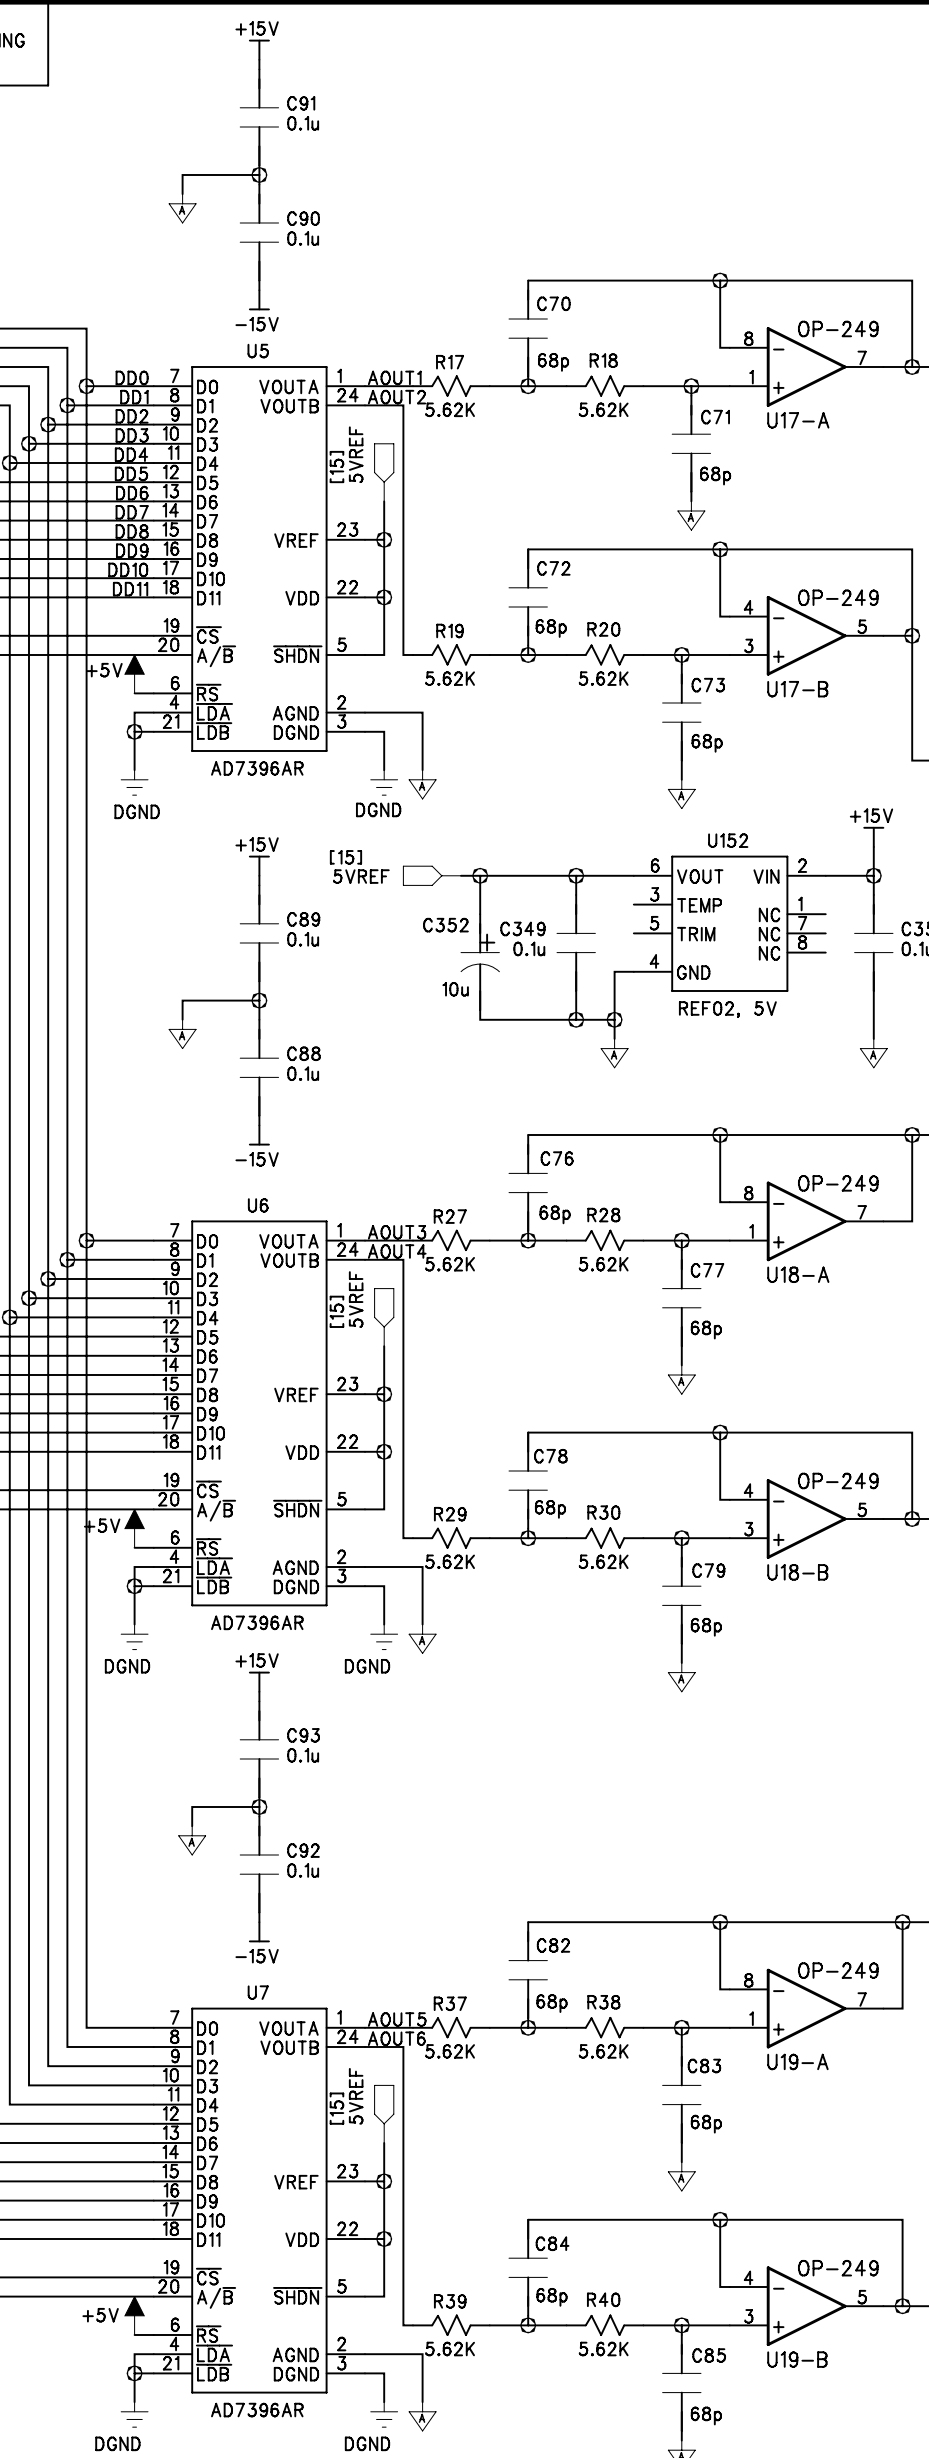 ING
+15V
C91
0.1u
A
C90
0.1u
-15V
U5
DD0 7 D0
DD1 8 D1
DD2 9 D2
DD3 10 D3
DD4 11 D4
DD5 12 D5
DD6 13 D6
DD7 14 D7
DD8 15 D8
DD9 16 D9
DD10 17 D10
DD11 18 D11
19 CS
20 A/B
+5V
6 RS
4 LDA
21 LDB
VOUTA 1 AOUT1
VOUTB 24 AOUT2
[15]
5VREF
VREF 23
VDD 22
SHDN 5
AGND 2
DGND 3
AD7396AR
DGND
DGND
A
R17
5.62K
C70
68p
R18
5.62K
C71
68p
A
8 -
1 +
7
OP-249
U17-A
R19
5.62K
C72
68p
R20
5.62K
C73
68p
A
4 -
3 +
5
OP-249
U17-B
+15V
C89
0.1u
A
C88
0.1u
-15V
[15]
5VREF
C352
+
10u
C349
0.1u
A
U152
6 VOUT
3 TEMP
5 TRIM
4 GND
VIN 2
NC 1
NC 7
NC 8
REF02, 5V
+15V
C35
0.1u
A
U6
7 D0
8 D1
9 D2
10 D3
11 D4
12 D5
13 D6
14 D7
15 D8
16 D9
17 D10
18 D11
19 CS
20 A/B
+5V
6 RS
4 LDA
21 LDB
VOUTA 1 AOUT3
VOUTB 24 AOUT4
[15]
5VREF
VREF 23
VDD 22
SHDN 5
AGND 2
DGND 3
AD7396AR
DGND
DGND
A
R27
5.62K
C76
68p
R28
5.62K
C77
68p
A
8 -
1 +
7
OP-249
U18-A
R29
5.62K
C78
68p
R30
5.62K
C79
68p
A
4 -
3 +
5
OP-249
U18-B
+15V
C93
0.1u
A
C92
0.1u
-15V
U7
7 D0
8 D1
9 D2
10 D3
11 D4
12 D5
13 D6
14 D7
15 D8
16 D9
17 D10
18 D11
19 CS
20 A/B
+5V
6 RS
4 LDA
21 LDB
VOUTA 1 AOUT5
VOUTB 24 AOUT6
[15]
5VREF
VREF 23
VDD 22
SHDN 5
AGND 2
DGND 3
AD7396AR
DGND
DGND
A
R37
5.62K
C82
68p
R38
5.62K
C83
68p
A
8 -
1 +
7
OP-249
U19-A
R39
5.62K
C84
68p
R40
5.62K
C85
68p
A
4 -
3 +
5
OP-249
U19-B